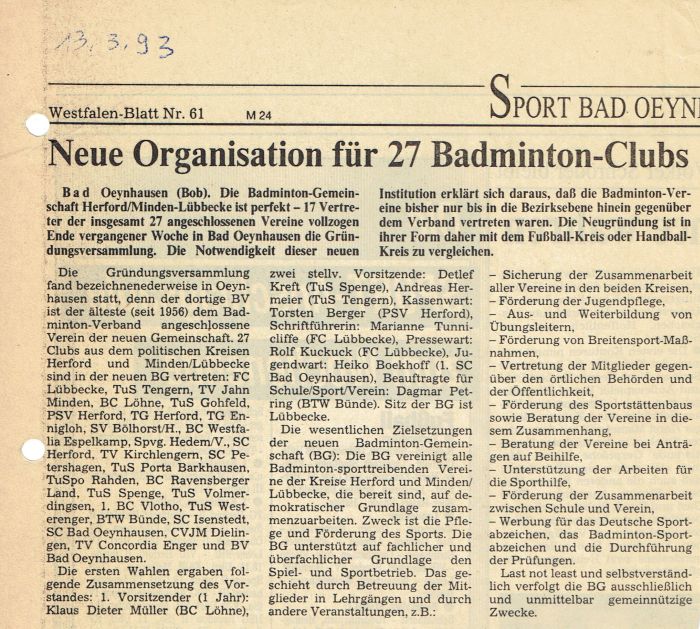 13.3.93
Westfalen-Blatt Nr. 61 M 24
SPORT BAD OEYN
Neue Organisation für 27 Badminton-Clubs
Bad Oeynhausen (Bob). Die Badminton-Gemein-
schaft Herford/Minden-Lübbecke ist perfekt – 17 Vertre-
ter der insgesamt 27 angeschlossenen Vereine vollzogen
Ende vergangener Woche in Bad Oeynhausen die Grün-
dungsversammlung. Die Notwendigkeit dieser neuen
Institution erklärt sich daraus, daß die Badminton-Ver-
eine bisher nur bis in die Bezirksebene hinein gegenüber
dem Verband vertreten waren. Die Neugründung ist in
ihrer Form daher mit dem Fußball-Kreis oder Handball-
Kreis zu vergleichen.
Die Gründungsversammlung
fand bezeichnenderweise in Oeyn-
hausen statt, denn der dortige BV
ist der älteste (seit 1956) dem Bad-
minton-Verband angeschlossene
Verein der neuen Gemeinschaft. 27
Clubs aus dem politischen Kreisen
Herford und Minden/Lübbecke
sind in der neuen BG vertreten: FC
Lübbecke, TuS Tengern, TV Jahn
Minden, BC Löhne, TuS Gohfeld,
PSV Herford, TG Herford, TG En-
nigloh, SV Bölhorst/H., BC Westfa-
lia Espelkamp, Spvg. Hedem/V., SC
Herford, TV Kirchlengern, SC Pe-
tershagen, TuS Porta Barkhausen,
TuSpo Rahden, BC Ravensberger
Land, TuS Spenge, TuS Volmer-
dingsen, 1. BC Vlotho, TuS West-
erenger, BTW Bünde, SC Isenstedt,
SC Bad Oeynhausen, CVJM Dielin-
gen, TV Concordia Enger und BV
Bad Oeynhausen.
Die ersten Wahlen ergaben fol-
gende Zusammensetzung des Vor-
standes: 1. Vorsitzender (1 Jahr):
Klaus Dieter Müller (BC Löhne),
zwei stellv. Vorsitzende: Detlef
Kreft (TuS Spenge), Andreas Her-
meier (TuS Tengern), Kassenwart:
Torsten Berger (PSV Herford),
Schriftführerin: Marianne Tunni-
cliffe (FC Lübbecke), Pressewart:
Rolf Kuckuck (FC Lübbecke), Ju-
gendwart: Heiko Boekhoff (1. SC
Bad Oeynhausen), Beauftragte für
Schule/Sport/Verein: Dagmar Pet-
ring (BTW Bünde). Sitz der BG ist
Lübbecke.
Die wesentlichen Zielsetzungen
der neuen Badminton-Gemein-
schaft (BG): Die BG vereinigt alle
Badminton-sporttreibenden Verei-
ne der Kreise Herford und Minden/
Lübbecke, die bereit sind, auf de-
mokratischer Grundlage zusam-
menzuarbeiten. Zweck ist die Pfle-
ge und Förderung des Sports. Die
BG unterstützt auf fachlicher und
überfachlicher Grundlage den
Spiel- und Sportbetrieb. Das ge-
schieht durch Betreuung der Mit-
glieder in Lehrgängen und durch
andere Veranstaltungen, z.B.:
– Sicherung der Zusammenarbeit
aller Vereine in den beiden Kreisen,
– Förderung der Jugendpflege,
– Aus- und Weiterbildung von
Übungsleitern,
– Förderung von Breitensport-Maß-
nahmen,
– Vertretung der Mitglieder gegen-
über den örtlichen Behörden und
der Öffentlichkeit,
– Förderung des Sportstättenbaus
sowie Beratung der Vereine in die-
sem Zusammenhang,
– Beratung der Vereine bei Anträ-
gen auf Beihilfe,
– Unterstützung der Arbeiten für
die Sporthilfe,
– Förderung der Zusammenarbeit
zwischen Schule und Verein,
– Werbung für das Deutsche Sport-
abzeichen, das Badminton-Sport-
abzeichen und die Durchführung
der Prüfungen.
Last not least und selbstverständ-
lich verfolgt die BG ausschließlich
und unmittelbar gemeinnützige
Zwecke.